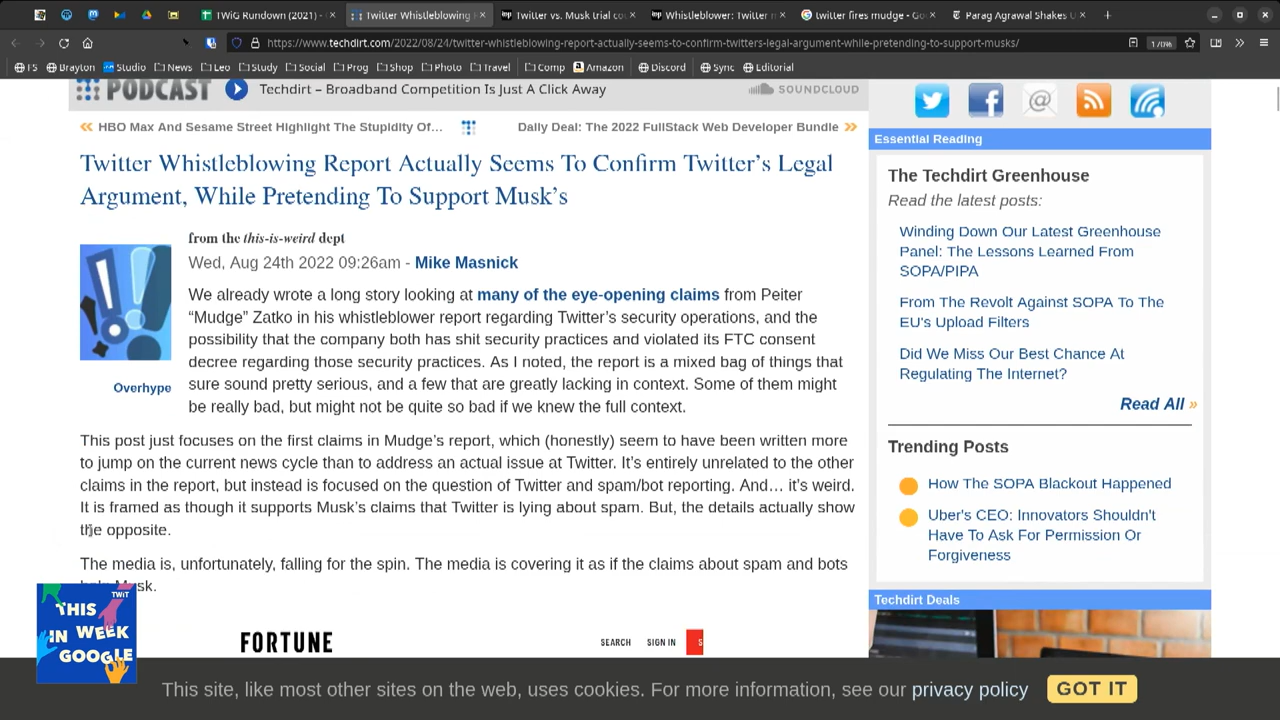 TWiG Rundown (2021) -
Twitter Whistleblowing
Twitter vs. Musk trial co
Whistleblower: Twitter
twitter fires mudge - Go
Parag Agrawal Shakes U
https://www.techdirt.com/2022/08/24/twitter-whistleblowing-report-actually-seems-to-confirm-twitters-legal-argument-while-pretending-to-support-musks/
170%
FS Brayton Studio News Leo Study Social Prog Shop Photo Travel Comp Amazon Discord Sync Editorial
PODCAST Techdirt – Broadband Competition Is Just A Click Away SOUNDCLOUD
« HBO Max And Sesame Street Highlight The Stupidity Of...
Daily Deal: The 2022 FullStack Web Developer Bundle »
Twitter Whistleblowing Report Actually Seems To Confirm Twitter’s Legal
Argument, While Pretending To Support Musk’s
from the this-is-weird dept
Wed, Aug 24th 2022 09:26am - Mike Masnick
Overhype
We already wrote a long story looking at many of the eye-opening claims from Peiter
“Mudge” Zatko in his whistleblower report regarding Twitter’s security operations, and the
possibility that the company both has shit security practices and violated its FTC consent
decree regarding those security practices. As I noted, the report is a mixed bag of things that
sure sound pretty serious, and a few that are greatly lacking in context. Some of them might
be really bad, but might not be quite so bad if we knew the full context.
This post just focuses on the first claims in Mudge’s report, which (honestly) seem to have been written more
to jump on the current news cycle than to address an actual issue at Twitter. It’s entirely unrelated to the other
claims in the report, but instead is focused on the question of Twitter and spam/bot reporting. And… it’s weird.
It is framed as though it supports Musk’s claims that Twitter is lying about spam. But, the details actually show
the opposite.
The media is, unfortunately, falling for the spin. The media is covering it as if the claims about spam and bots
Musk.
FORTUNE SEARCH SIGN IN S
Essential Reading
The Techdirt Greenhouse
Read the latest posts:
Winding Down Our Latest Greenhouse
Panel: The Lessons Learned From
SOPA/PIPA
From The Revolt Against SOPA To The
EU's Upload Filters
Did We Miss Our Best Chance At
Regulating The Internet?
Read All »
Trending Posts
How The SOPA Blackout Happened
Uber's CEO: Innovators Shouldn't
Have To Ask For Permission Or
Forgiveness
Techdirt Deals
TWiT
THIS
IN WEEK
GOOGLE
This site, like most other sites on the web, uses cookies. For more information, see our privacy policy GOT IT